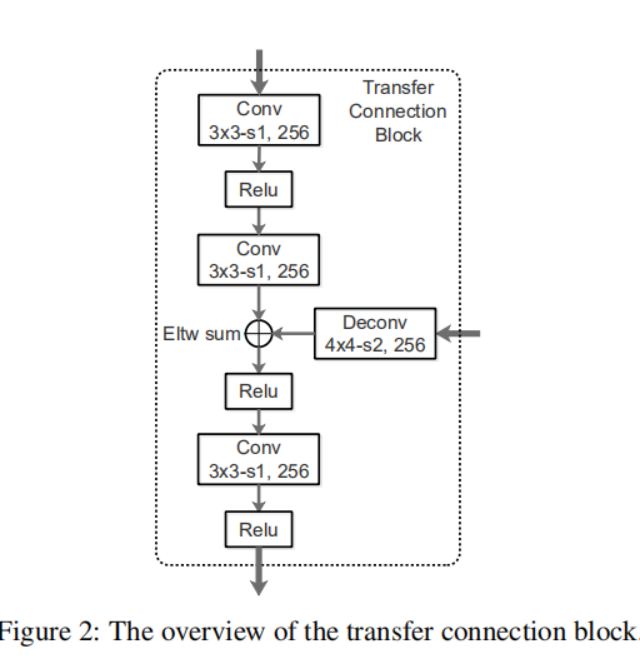 Transfer
Connection
Block
Conv
3x3-s1, 256
Relu
Conv
3x3-s1, 256
Eltw sum
Deconv
4x4-s2, 256
Relu
Conv
3x3-s1, 256
Relu
Figure 2: The overview of the transfer connection block.